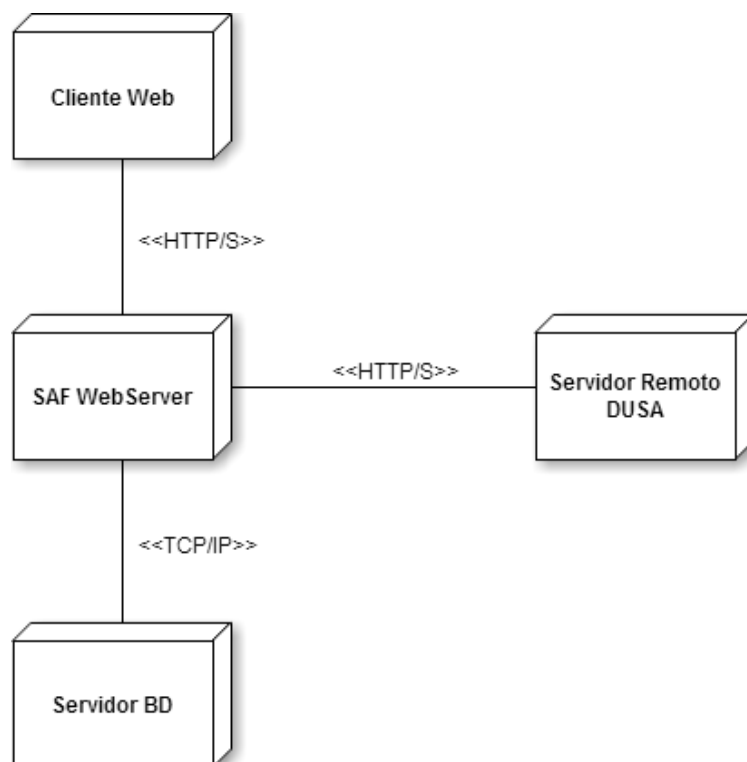 Cliente Web
<<HTTP/S>>
SAF WebServer
<<HTTP/S>>
Servidor Remoto
DUSA
<<TCP/IP>>
Servidor BD